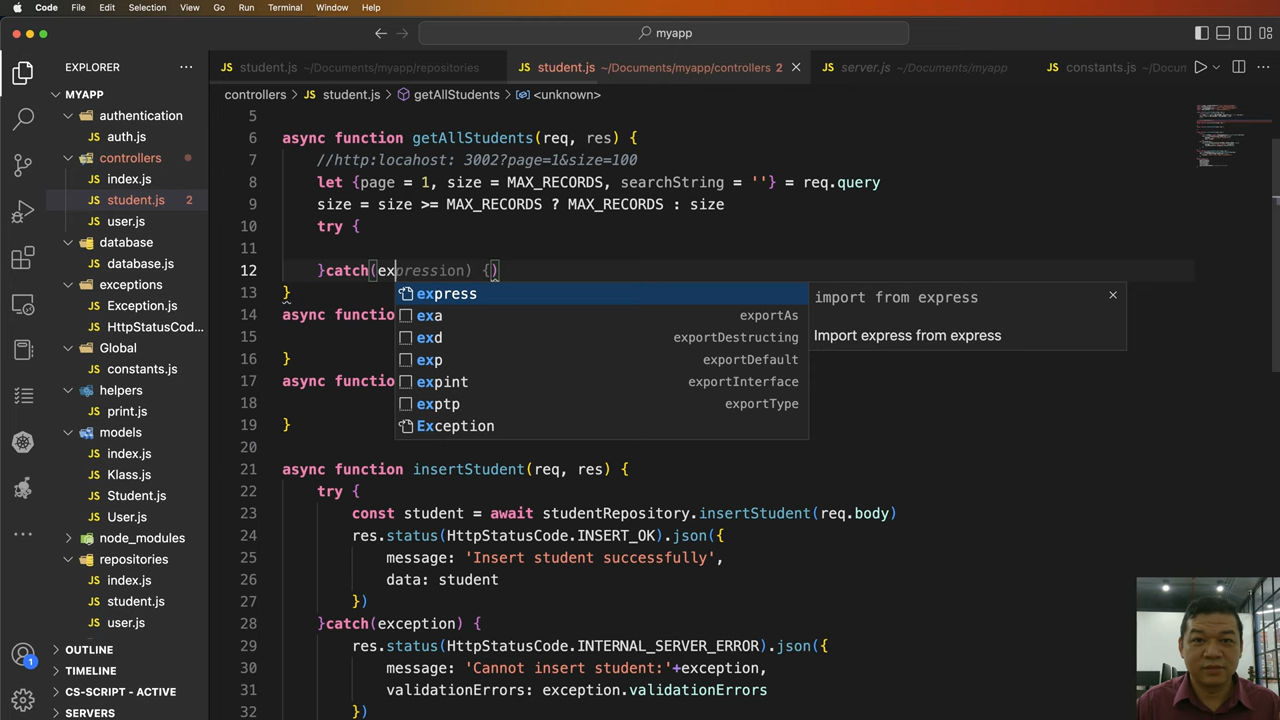 Code File Edit Selection View Go Run Terminal Window Help
myapp
EXPLORER
student.js ~/Documents/myapp/repositories
student.js ~/Documents/myapp/controllers 2
server.js ~/Documents/myapp
constants.js ~/Docum
controllers > student.js > getAllStudents > <unknown>
MYAPP
authentication
auth.js
controllers
index.js
student.js 2
user.js
database
database.js
exceptions
Exception.js
HttpStatusCod...
Global
constants.js
helpers
print.js
models
index.js
Klass.js
Student.js
User.js
node_modules
repositories
index.js
student.js
user.js
OUTLINE
TIMELINE
CS-SCRIPT - ACTIVE
SERVERS
1
5
6 async function getAllStudents(req, res) {
7 //http:locahost: 3002?page=1&size=100
8 let {page = 1, size = MAX_RECORDS, searchString = ''} = req.query
9 size = size >= MAX_RECORDS ? MAX_RECORDS : size
10 try {
11
12 }catch(expression) {)
13 }
14 async functio
15
16 }
17 async functio
18
19 }
20
21 async function insertStudent(req, res) {
22 try {
23 const student = await studentRepository.insertStudent(req.body)
24 res.status(HttpStatusCode.INSERT_OK).json({
25 message: 'Insert student successfully',
26 data: student
27 })
28 }catch(exception) {
29 res.status(HttpStatusCode.INTERNAL_SERVER_ERROR).json({
30 message: 'Cannot insert student:'+exception,
31 validationErrors: exception.validationErrors
32 })
express
exa exportAs
exd exportDestructing
exp exportDefault
expint exportInterface
exptp exportType
Exception
import from express
Import express from express